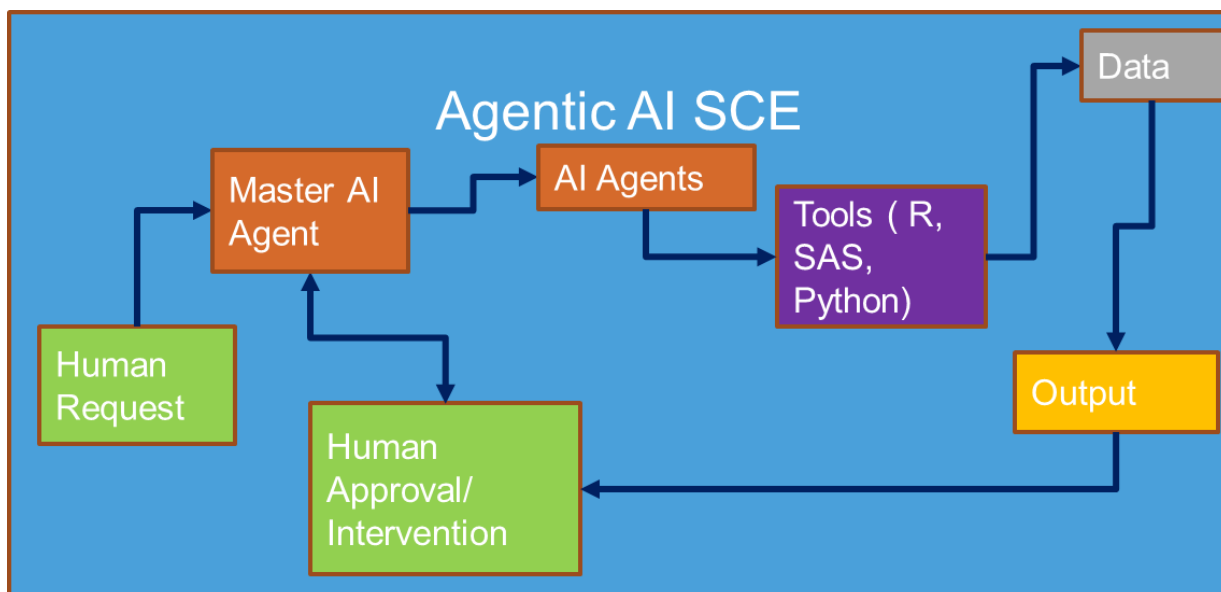 Data
Agentic AI SCE
Master AI
Agent
AI Agents
Tools ( R,
SAS,
Python)
Human
Request
Output
Human
Approval/
Intervention